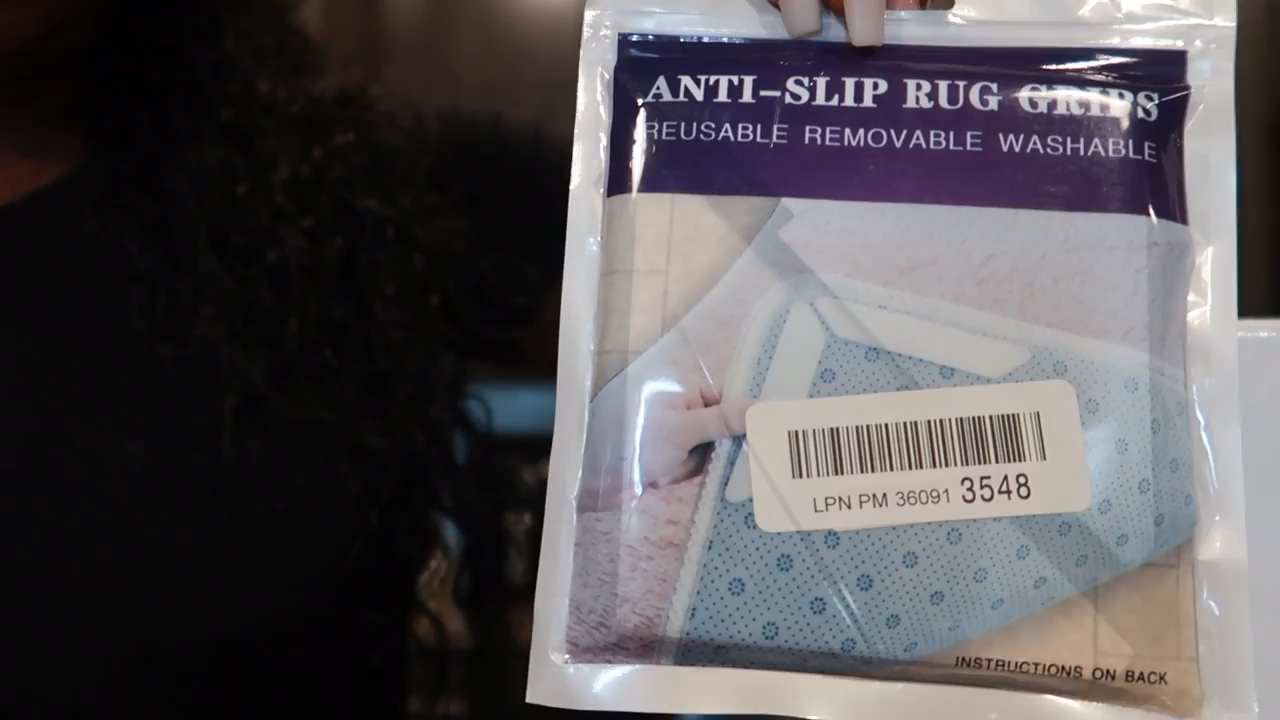 ANTI-SLIP RUG GRIPS
REUSABLE REMOVABLE WASHABLE
LPN PM 36091 3548
INSTRUCTIONS ON BACK